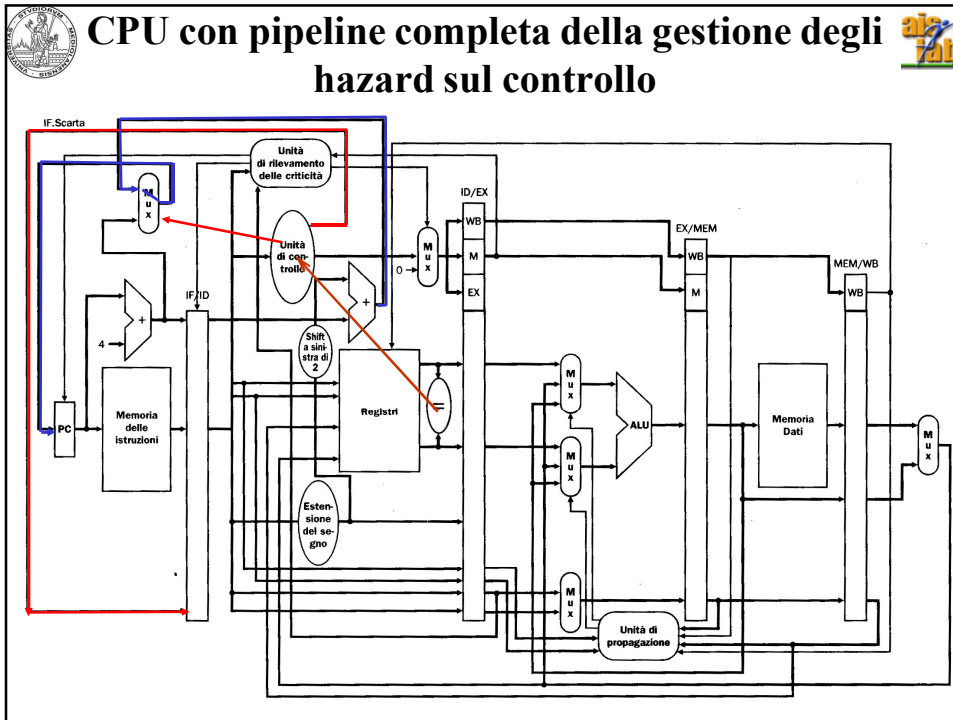 CPU con pipeline completa della gestione degli
hazard sul controllo
IF.Scarta
Unità
di rilevamento
delle criticità
M
u
x
ID/EX
WB
M
EX
Unità
di con-
trollo
M
u
x
0
EX/MEM
WB
M
MEM/WB
WB
IF/ID
+
4
+
Shift
a sini-
stra di
2
PC
Memoria
delle
istruzioni
Registri
=
M
u
x
ALU
Memoria
Dati
M
u
x
M
u
x
Esten-
sione
del se-
gno
M
u
x
Unità di
propagazione